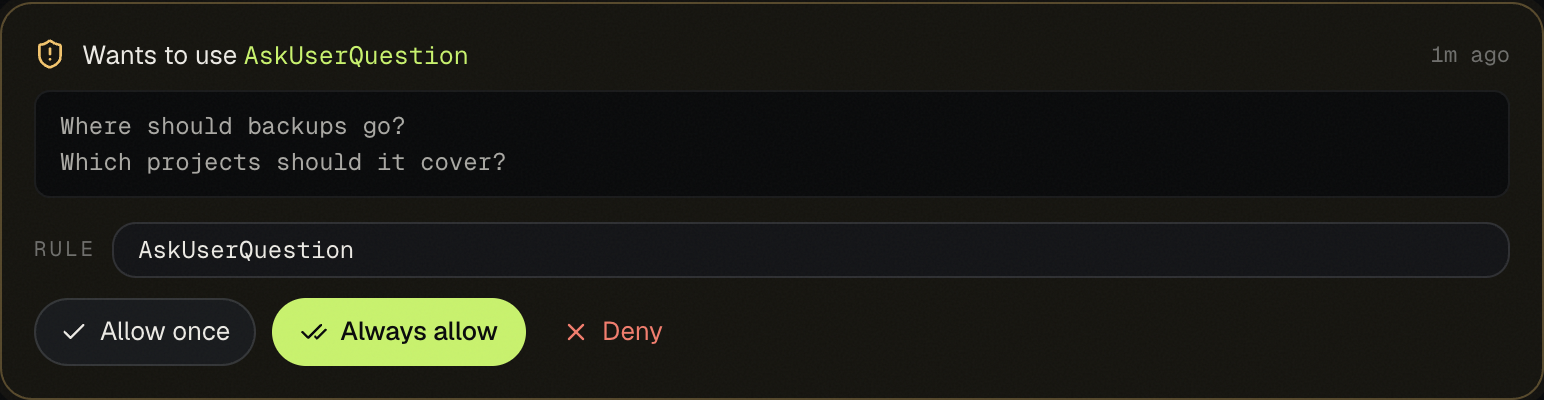 Wants to use AskUserQuestion
1m ago
Where should backups go?
Which projects should it cover?
RULE AskUserQuestion
Allow once Always allow Deny